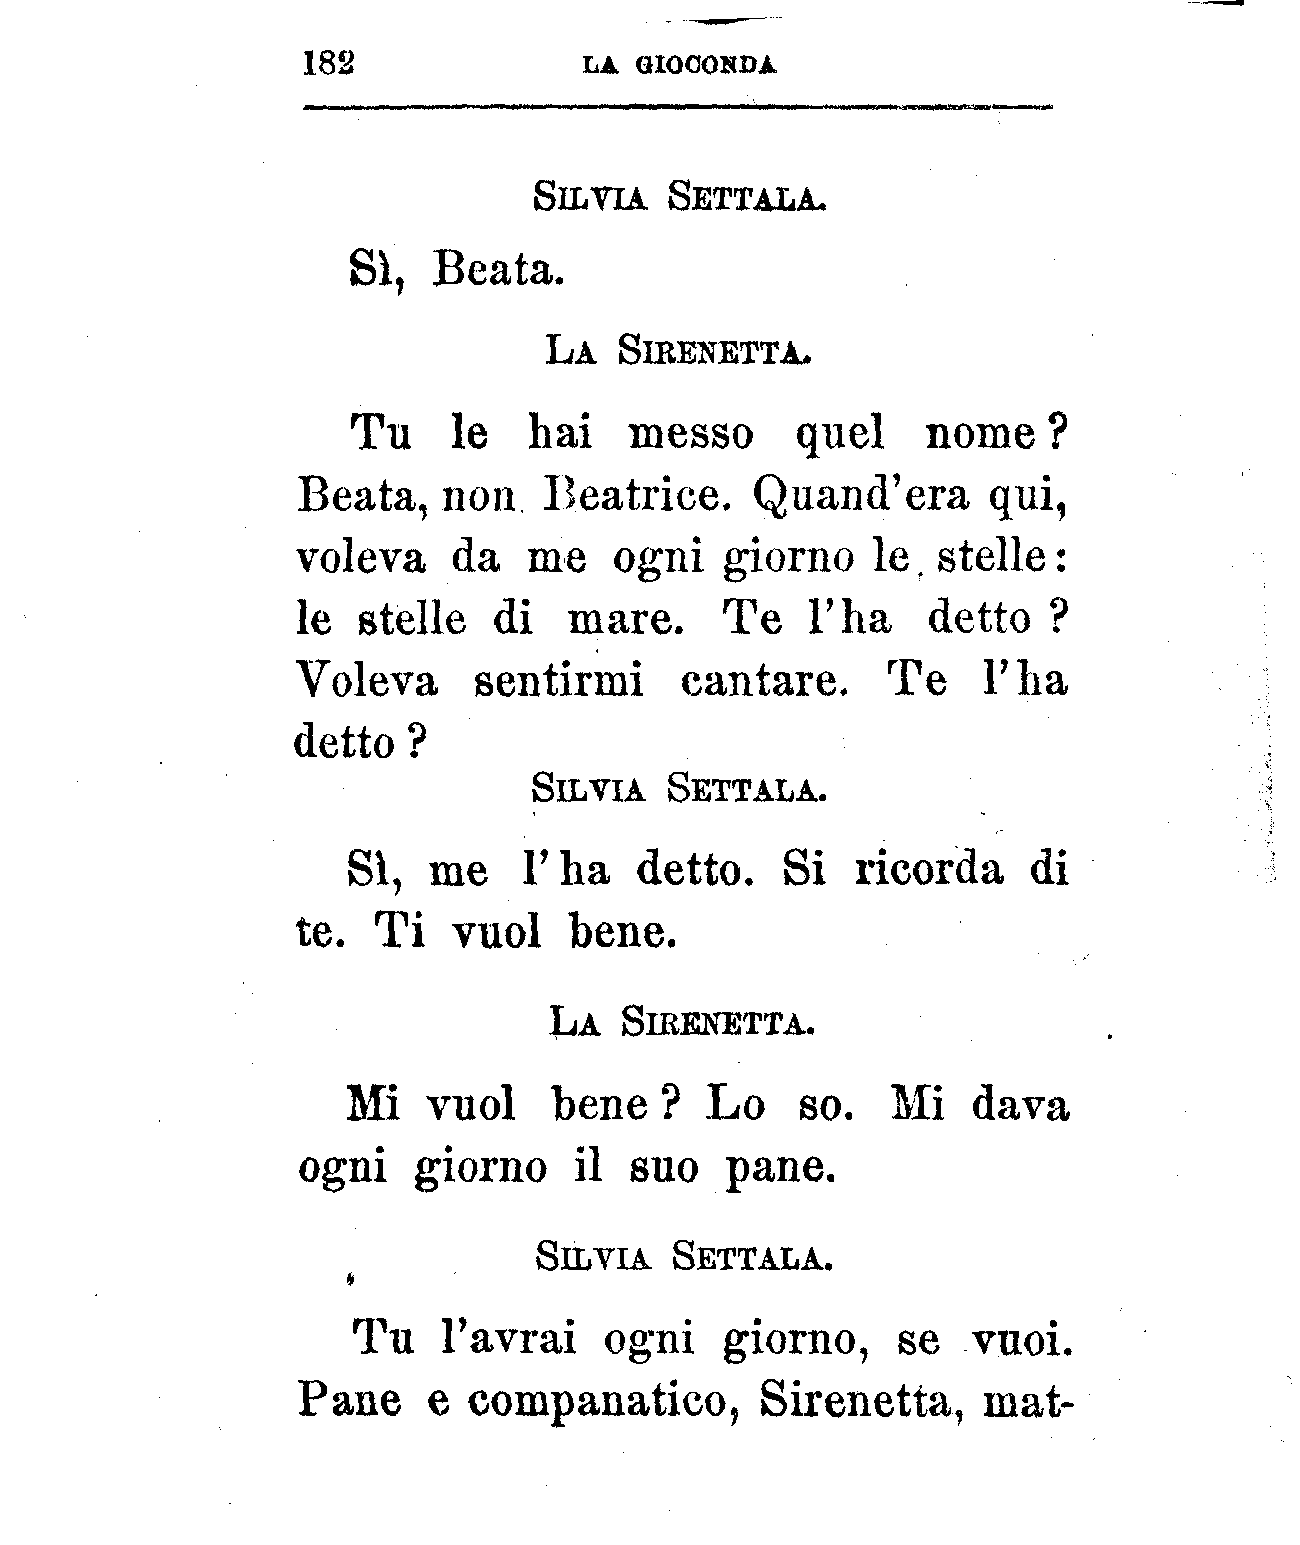 182 LA GIOCONDA
SILVIA SETTALA.
Sì, Beata.
LA SIRENETTA.
Tu le hai messo quel nome?
Beata, non Beatrice. Quand'era qui,
voleva da me ogni giorno le stelle:
le stelle di mare. Te l'ha detto?
Voleva sentirmi cantare. Te l'ha
detto?
SILVIA SETTALA.
Sì, me l'ha detto. Si ricorda di
te. Ti vuol bene.
LA SIRENETTA.
Mi vuol bene? Lo so. Mi dava
ogni giorno il suo pane.
SILVIA SETTALA.
Tu l'avrai ogni giorno, se vuoi.
Pane e companatico, Sirenetta, mat-